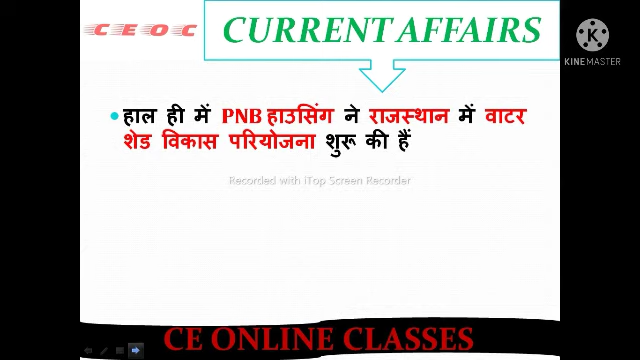 CEOC
CURRENT AFFAIRS
KINEMASTER
• हाल ही में PNB हाउसिंग ने राजस्थान में वाटर
शेड विकास परियोजना शुरू की हैं
Recorded with iTop Screen Recorder
CE ONLINE CLASSES